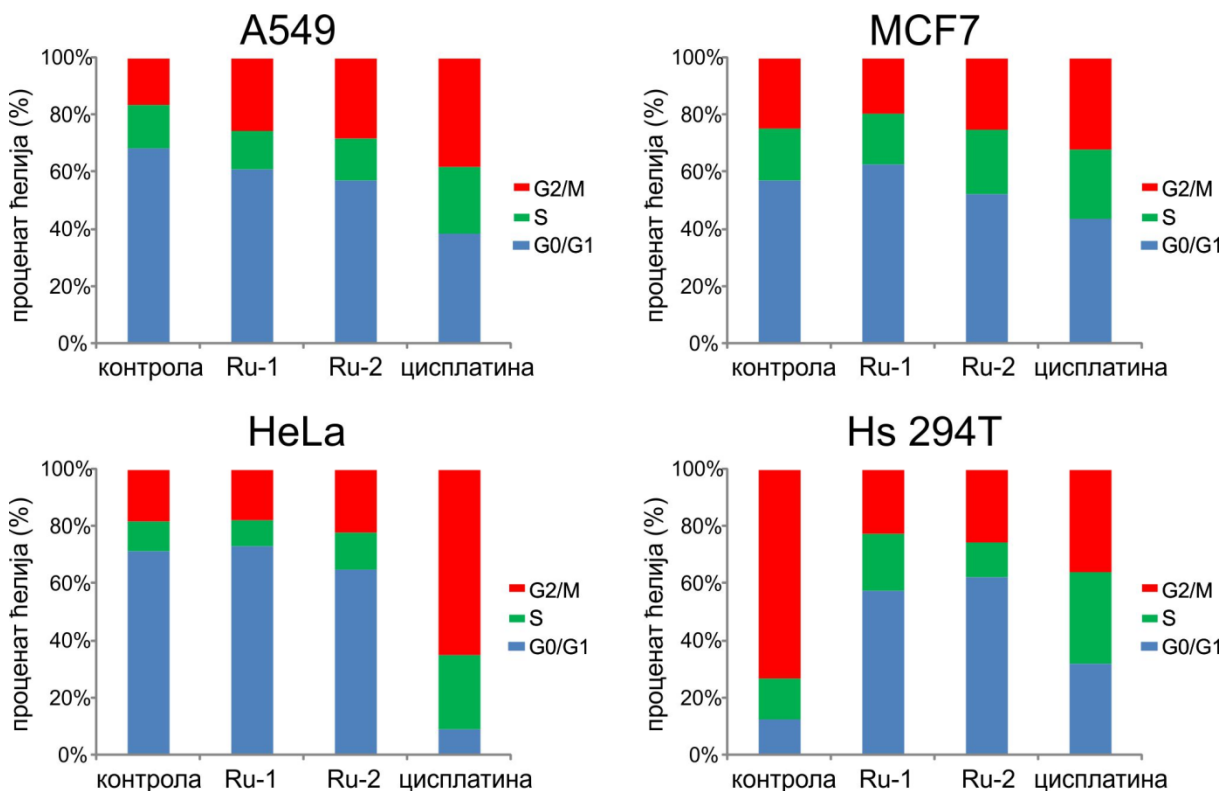 A549
100%
80%
60%
40%
20%
0%
проценат ћелија (%)
G2/M
S
G0/G1
контрола Ru-1 Ru-2 цисплатина
MCF7
100%
80%
60%
40%
20%
0%
проценат ћелија (%)
G2/M
S
G0/G1
контрола Ru-1 Ru-2 цисплатина
HeLa
100%
80%
60%
40%
20%
0%
проценат ћелија (%)
G2/M
S
G0/G1
контрола Ru-1 Ru-2 цисплатина
Hs 294T
100%
80%
60%
40%
20%
0%
проценат ћелија (%)
G2/M
S
G0/G1
контрола Ru-1 Ru-2 цисплатина